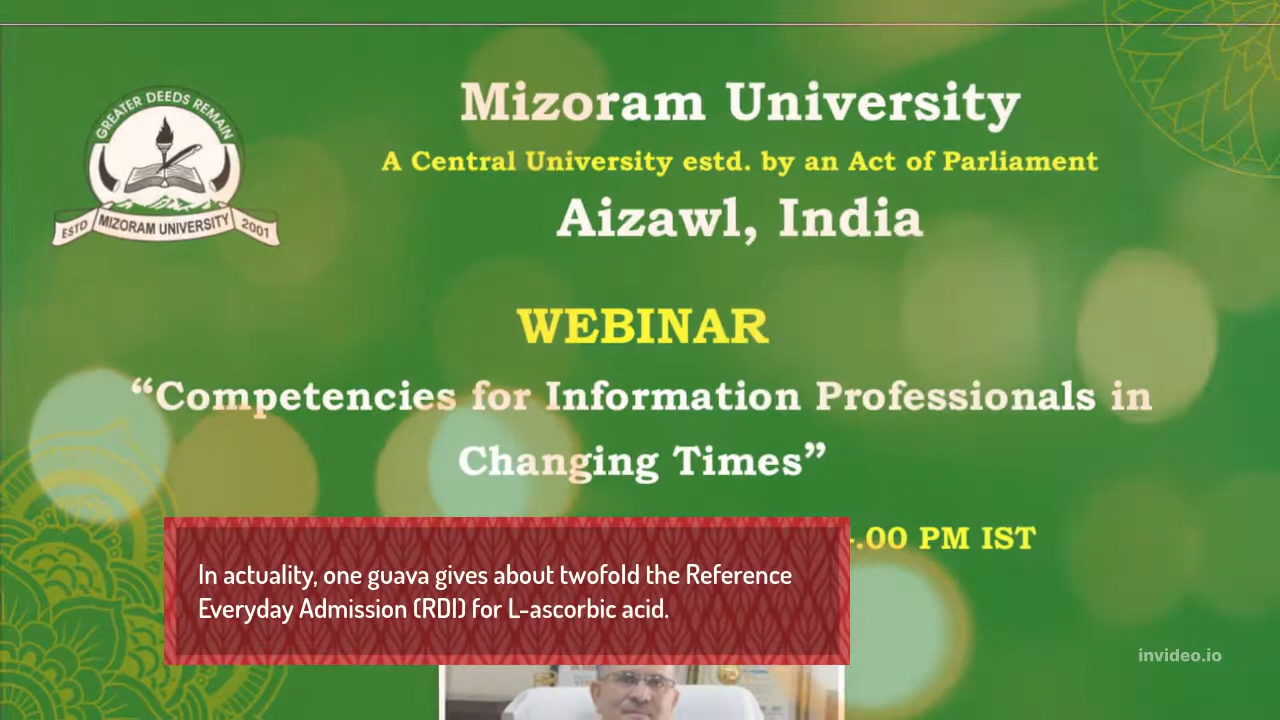 GREATER DEEDS REMAIN
ESTD MIZORAM UNIVERSITY 2001
Mizoram University
A Central University estd. by an Act of Parliament
Aizawl, India
WEBINAR
“Competencies for Information Professionals in
Changing Times”
.00 PM IST
In actuality, one guava gives about twofold the Reference
Everyday Admission (RDI) for L-ascorbic acid.
invideo.io